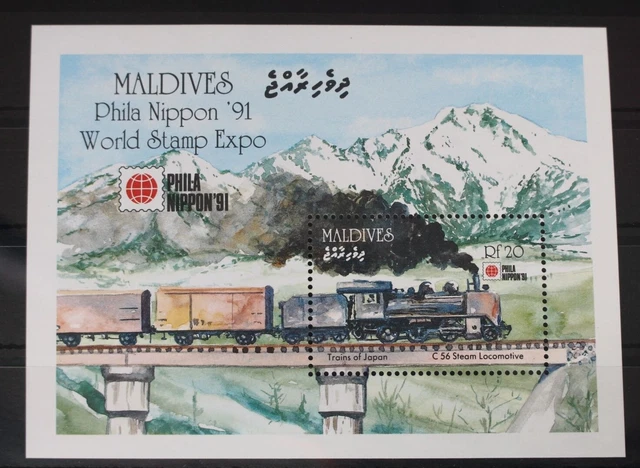 MALDIVES ދިވެހިރާއްޖެ
Phila Nippon '91
World Stamp Expo
PHILA
NIPPON'91
MALDIVES
ދިވެހިރާއްޖެ
Rf 20
PHILA
NIPPON'91
Trains of Japan
C 56 Steam Locomotive